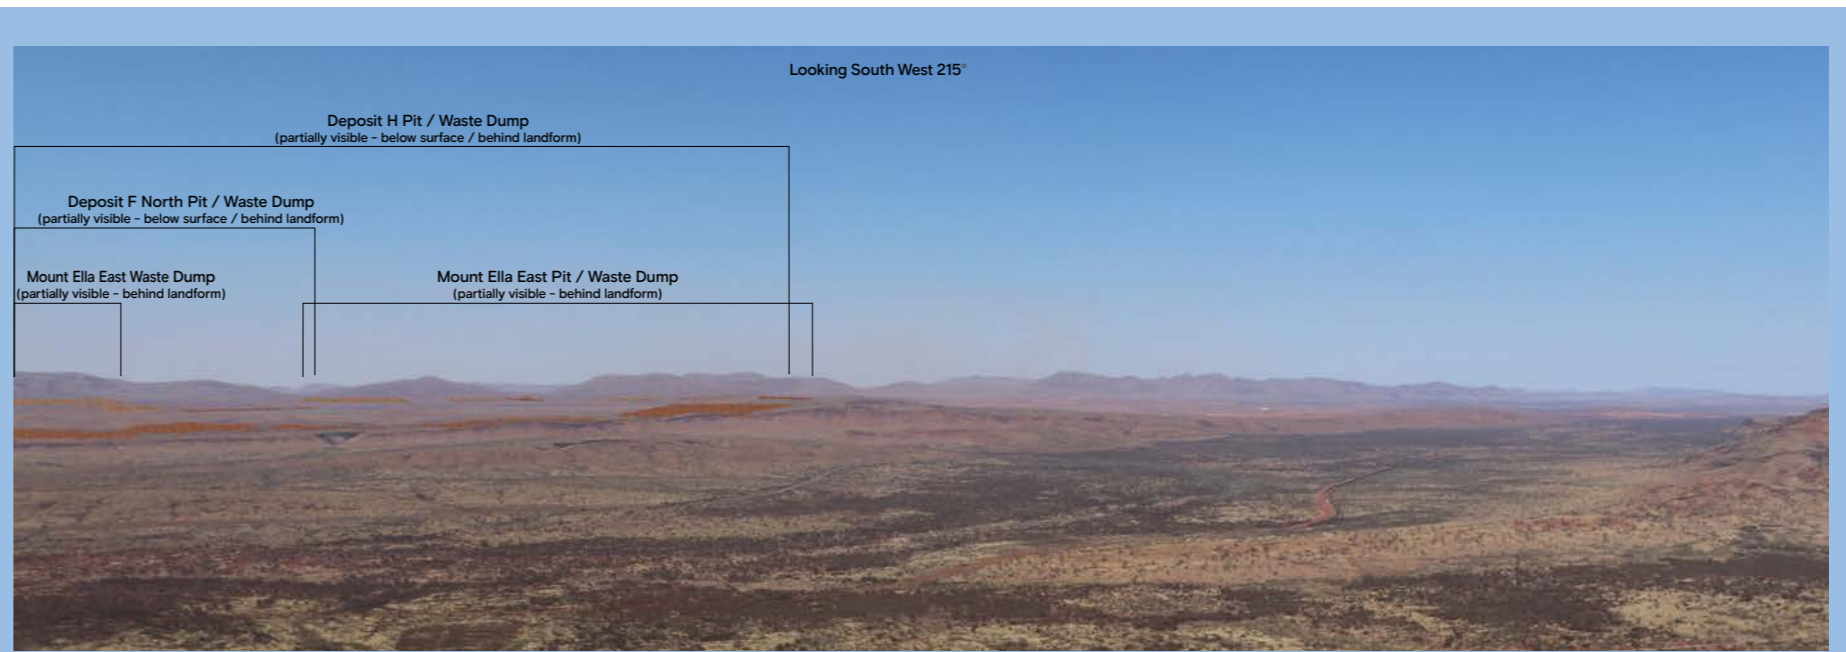 Looking South West 215°
Deposit H Pit / Waste Dump
(partially visible - below surface / behind landform)
Deposit F North Pit / Waste Dump
(partially visible - below surface / behind landform)
Mount Ella East Waste Dump
(partially visible - behind landform)
Mount Ella East Pit / Waste Dump
(partially visible - behind landform)